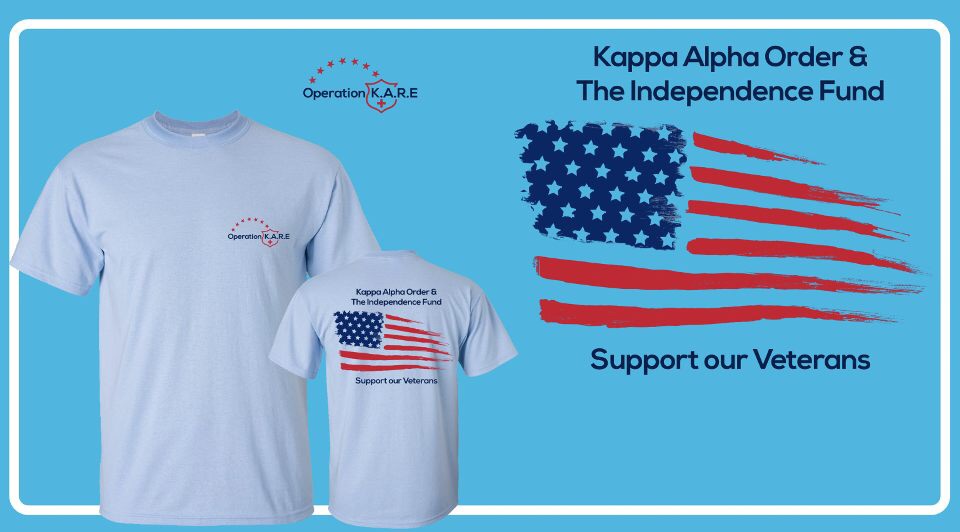 Operation K.A.R.E
Kappa Alpha Order &
The Independence Fund
Support our Veterans
Operation K.A.R.E
Kappa Alpha Order &
The Independence Fund
Support our Veterans